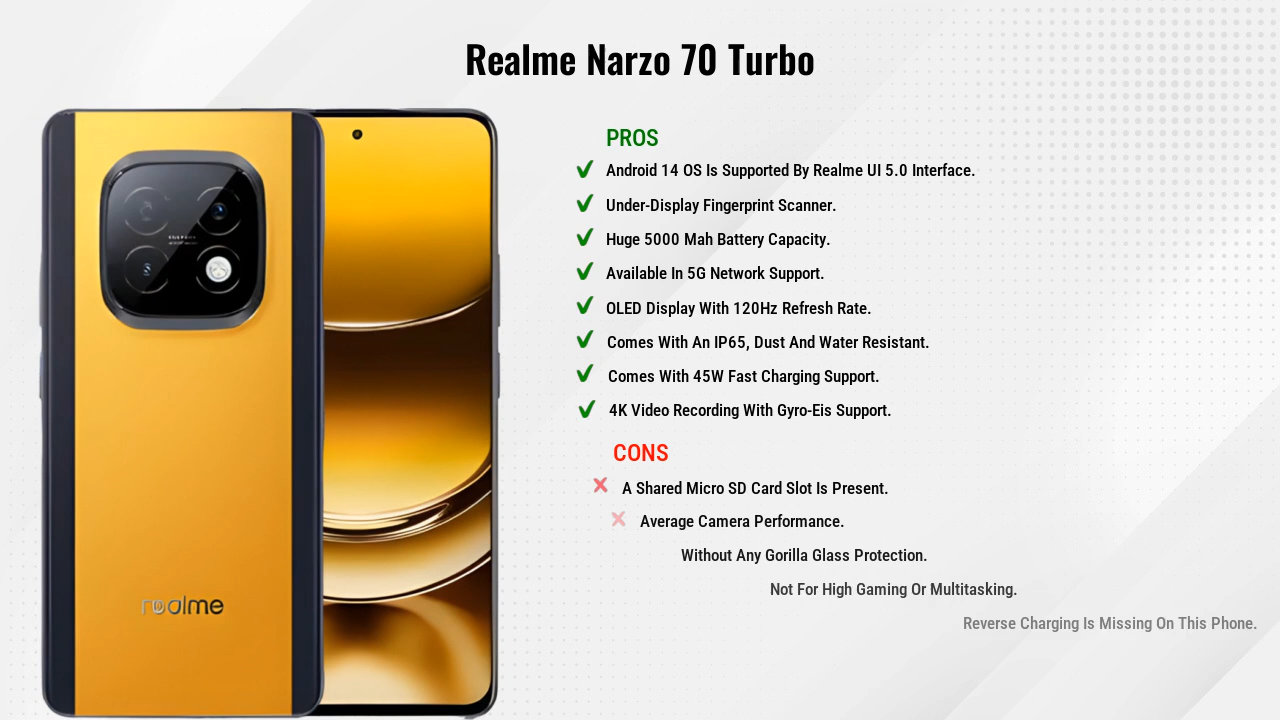 Realme Narzo 70 Turbo
PROS
Android 14 OS Is Supported By Realme UI 5.0 Interface.
Under-Display Fingerprint Scanner.
Huge 5000 Mah Battery Capacity.
Available In 5G Network Support.
OLED Display With 120Hz Refresh Rate.
Comes With An IP65, Dust And Water Resistant.
Comes With 45W Fast Charging Support.
4K Video Recording With Gyro-Eis Support.
CONS
A Shared Micro SD Card Slot Is Present.
Average Camera Performance.
Without Any Gorilla Glass Protection.
Not For High Gaming Or Multitasking.
Reverse Charging Is Missing On This Phone.
realme